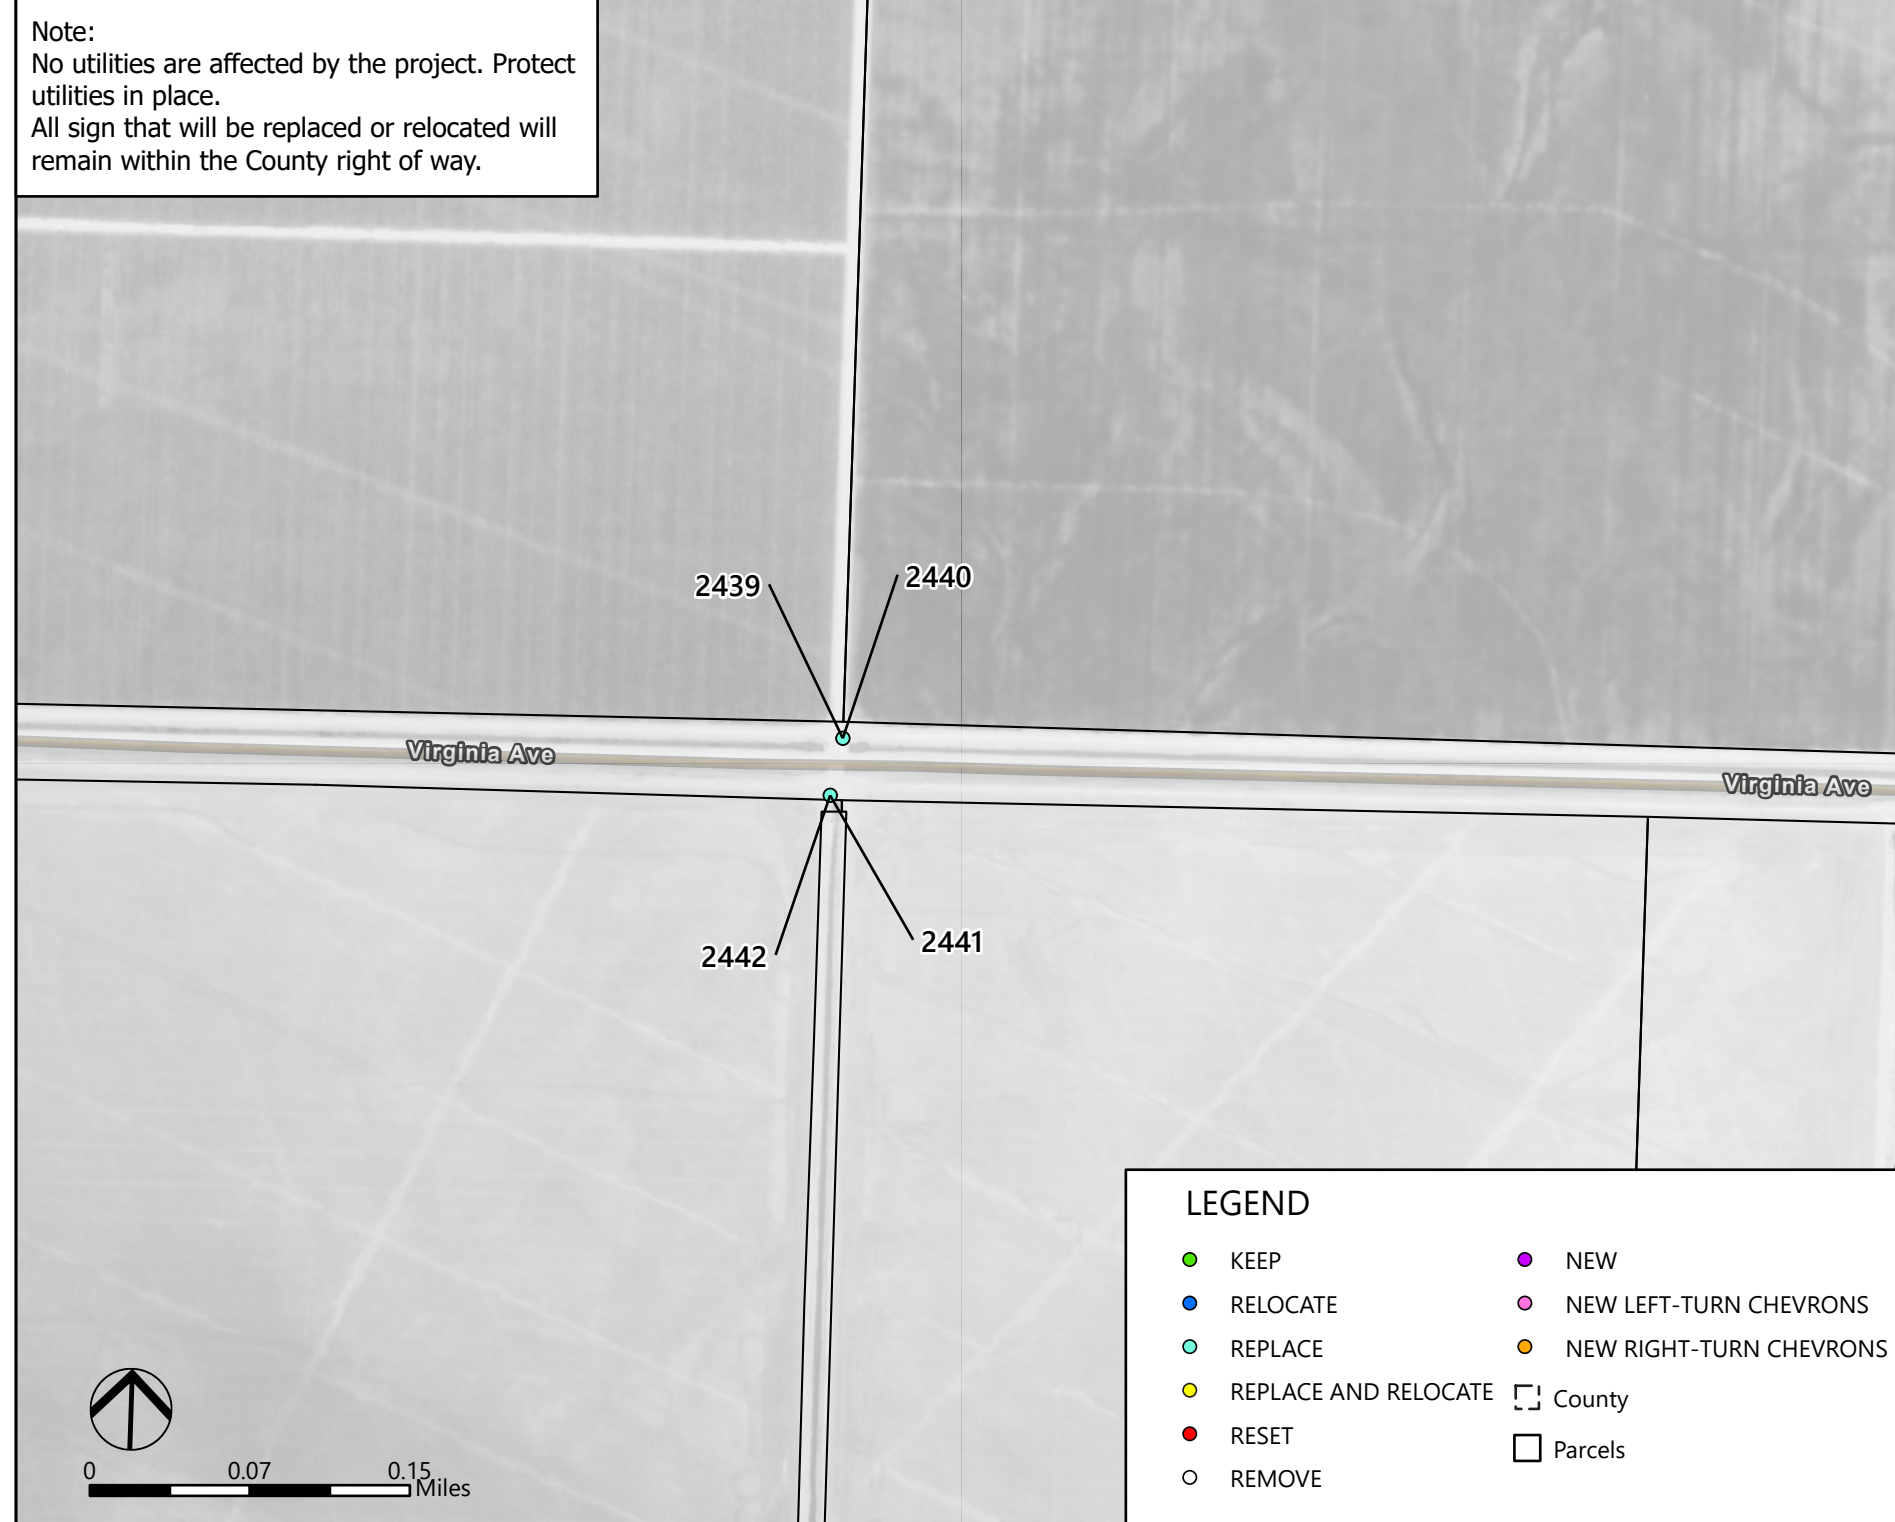 Note:
No utilities are affected by the project. Protect
utilities in place.
All sign that will be replaced or relocated will
remain within the County right of way.
2439
2440
Virginia Ave
Virginia Ave
2442
2441
LEGEND
KEEP
RELOCATE
REPLACE
REPLACE AND RELOCATE
RESET
REMOVE
NEW
NEW LEFT-TURN CHEVRONS
NEW RIGHT-TURN CHEVRONS
County
Parcels
0 0.07 0.15
Miles